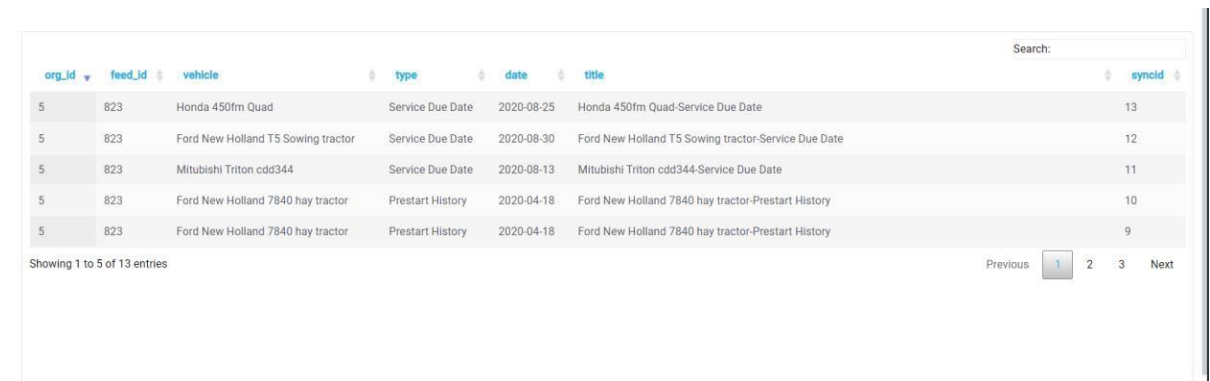 Search:
org_id feed_id vehicle type date title syncid
5 823 Honda 450fm Quad Service Due Date 2020-08-25 Honda 450fm Quad-Service Due Date 13
5 823 Ford New Holland T5 Sowing tractor Service Due Date 2020-08-30 Ford New Holland T5 Sowing tractor-Service Due Date 12
5 823 Mitubishi Triton cdd344 Service Due Date 2020-08-13 Mitubishi Triton cdd344-Service Due Date 11
5 823 Ford New Holland 7840 hay tractor Prestart History 2020-04-18 Ford New Holland 7840 hay tractor-Prestart History 10
5 823 Ford New Holland 7840 hay tractor Prestart History 2020-04-18 Ford New Holland 7840 hay tractor-Prestart History 9
Showing 1 to 5 of 13 entries Previous 1 2 3 Next